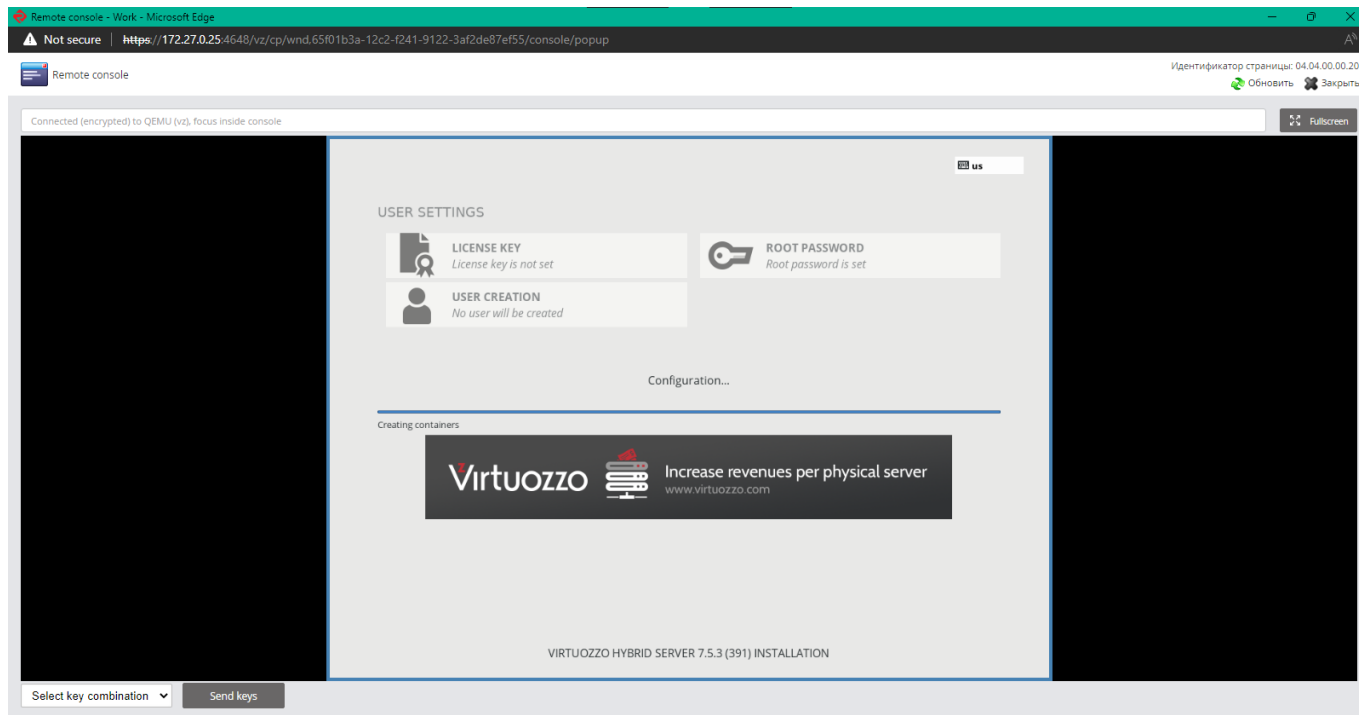 Remote console - Work - Microsoft Edge
Not secure | https://172.27.0.25:4648/vz/cp/wnd.65f01b3a-12c2-f241-9122-3af2de87ef55/console/popup
Remote console
Идентификатор страницы: 04.04.00.00.20
Обновить Закрыть
Connected (encrypted) to QEMU (vz), focus inside console
Fullscreen
us
USER SETTINGS
LICENSE KEY
License key is not set
ROOT PASSWORD
Root password is set
USER CREATION
No user will be created
Configuration...
Creating containers
Virtuozzo
Increase revenues per physical server
www.virtuozzo.com
VIRTUOZZO HYBRID SERVER 7.5.3 (391) INSTALLATION
Select key combination
Send keys